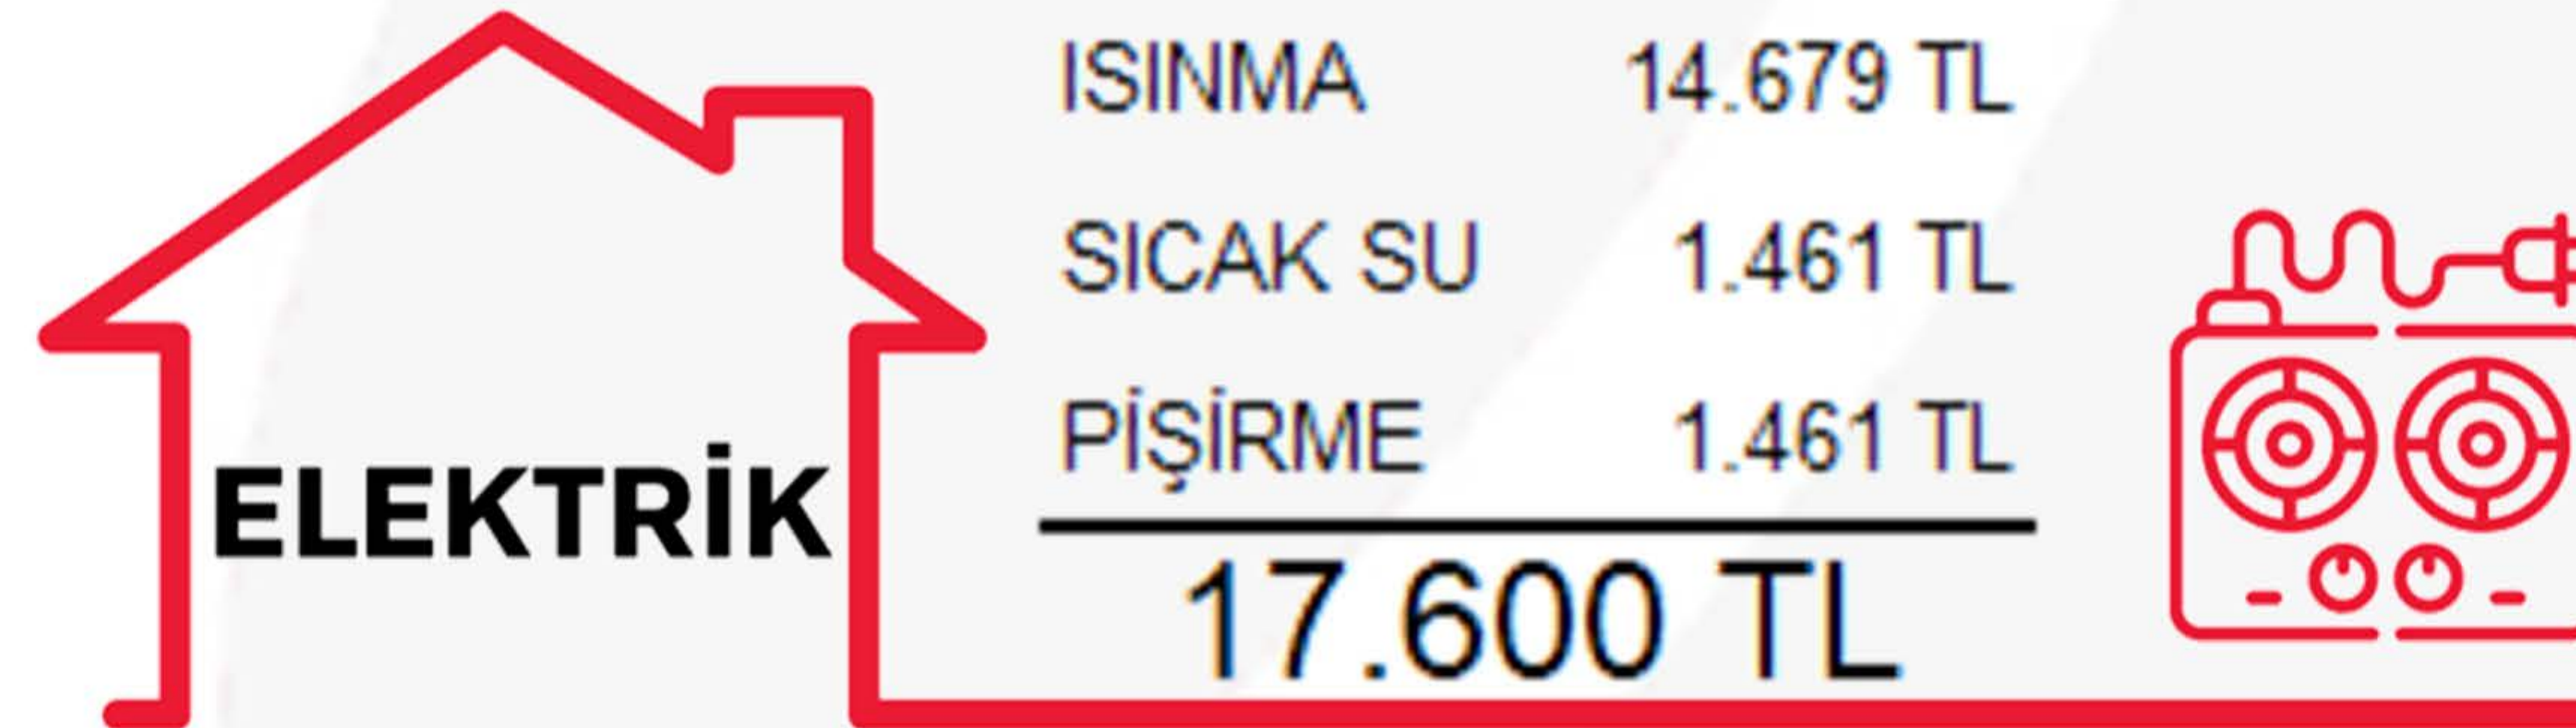 ISINMA 14.679 TL
SICAK SU 1.461 TL
PİŞİRME 1.461 TL
ELEKTRİK
17.600 TL